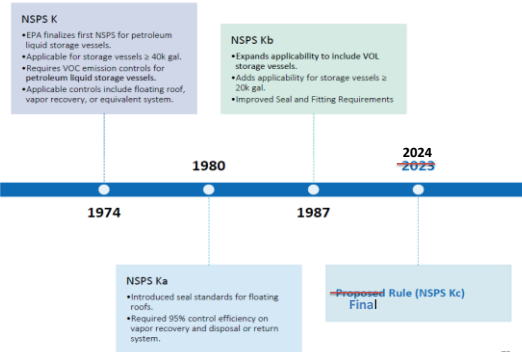 NSPS K
•EPA finalizes first NSPS for petroleum
liquid storage vessels.
•Applicable for storage vessels ≥ 40k gal.
•Requires VOC emission controls for
petroleum liquid storage vessels.
•Applicable controls include floating roof,
vapor recovery, or equivalent system.
NSPS Kb
•Expands applicability to include VOL
storage vessels.
•Adds applicability for storage vessels ≥
20k gal.
•Improved Seal and Fitting Requirements
1980
2024
2023
1974
1987
NSPS Ka
•Introduced seal standards for floating
roofs.
•Required 95% control efficiency on
vapor recovery and disposal or return
system.
Proposed Rule (NSPS Kc)
Final